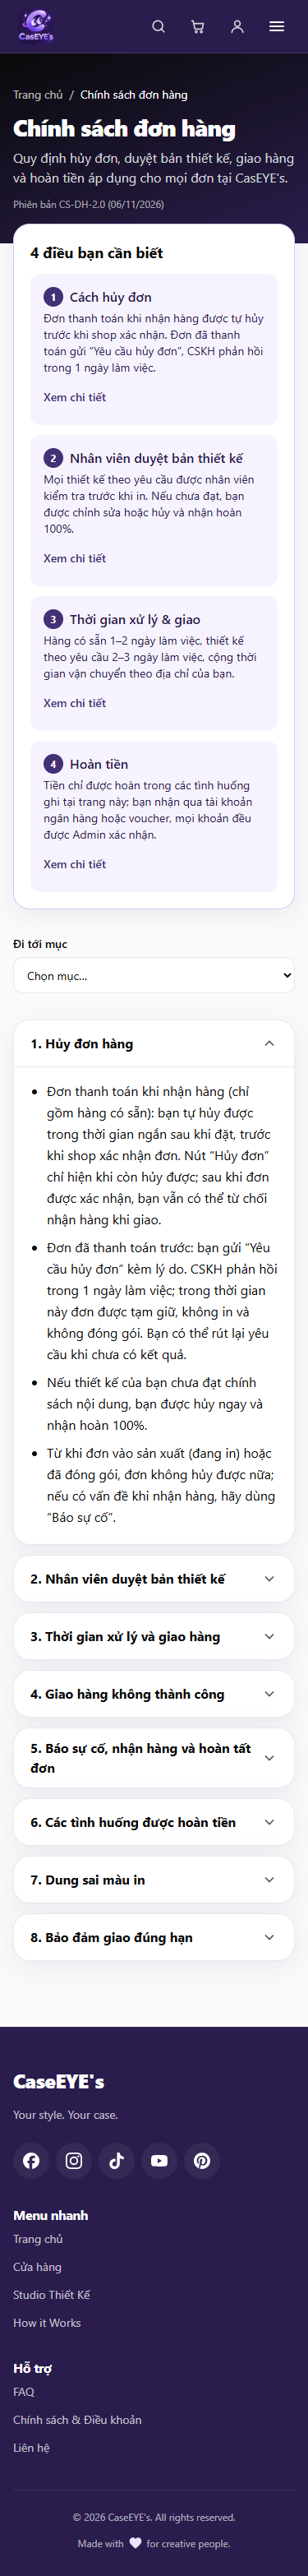 CasEYE's
Trang chủ / Chính sách đơn hàng
Chính sách đơn hàng
Quy định hủy đơn, duyệt bản thiết kế, giao hàng
và hoàn tiền áp dụng cho mọi đơn tại CasEYE's.
Phiên bản CS-DH-2.0 (06/11/2026)
4 điều bạn cần biết
1 Cách hủy đơn
Đơn thanh toán khi nhận hàng được tự hủy
trước khi shop xác nhận. Đơn đã thanh
toán gửi “Yêu cầu hủy đơn”, CSKH phản hồi
trong 1 ngày làm việc.
Xem chi tiết
2 Nhân viên duyệt bản thiết kế
Mọi thiết kế theo yêu cầu được nhân viên
kiểm tra trước khi in. Nếu chưa đạt, bạn
được chỉnh sửa hoặc hủy và nhận hoàn
100%.
Xem chi tiết
3 Thời gian xử lý & giao
Hàng có sẵn 1–2 ngày làm việc, thiết kế
theo yêu cầu 2–3 ngày làm việc, cộng thời
gian vận chuyển theo địa chỉ của bạn.
Xem chi tiết
4 Hoàn tiền
Tiền chỉ được hoàn trong các tình huống
ghi tại trang này; bạn nhận qua tài khoản
ngân hàng hoặc voucher, mọi khoản đều
được Admin xác nhận.
Xem chi tiết
Đi tới mục
Chọn mục...
1. Hủy đơn hàng
• Đơn thanh toán khi nhận hàng (chỉ
gồm hàng có sẵn): bạn tự hủy được
trong thời gian ngắn sau khi đặt, trước
khi shop xác nhận đơn. Nút “Hủy đơn”
chỉ hiện khi còn hủy được; sau khi đơn
được xác nhận, bạn vẫn có thể từ chối
nhận hàng khi giao.
• Đơn đã thanh toán trước: bạn gửi “Yêu
cầu hủy đơn” kèm lý do. CSKH phản hồi
trong 1 ngày làm việc; trong thời gian
này đơn được tạm giữ, không in và
không đóng gói. Bạn có thể rút lại yêu
cầu khi chưa có kết quả.
• Nếu thiết kế của bạn chưa đạt chính
sách nội dung, bạn được hủy ngay và
nhận hoàn 100%.
• Từ khi đơn vào sản xuất (đang in) hoặc
đã đóng gói, đơn không hủy được nữa;
nếu có vấn đề khi nhận hàng, hãy dùng
“Báo sự cố”.
2. Nhân viên duyệt bản thiết kế
3. Thời gian xử lý và giao hàng
4. Giao hàng không thành công
5. Báo sự cố, nhận hàng và hoàn tất
đơn
6. Các tình huống được hoàn tiền
7. Dung sai màu in
8. Bảo đảm giao đúng hạn
CaseEYE's
Your style. Your case.
Menu nhanh
Trang chủ
Cửa hàng
Studio Thiết Kế
How it Works
Hỗ trợ
FAQ
Chính sách & Điều khoản
Liên hệ
© 2026 CaseEYE's. All rights reserved.
Made with 🤍 for creative people.